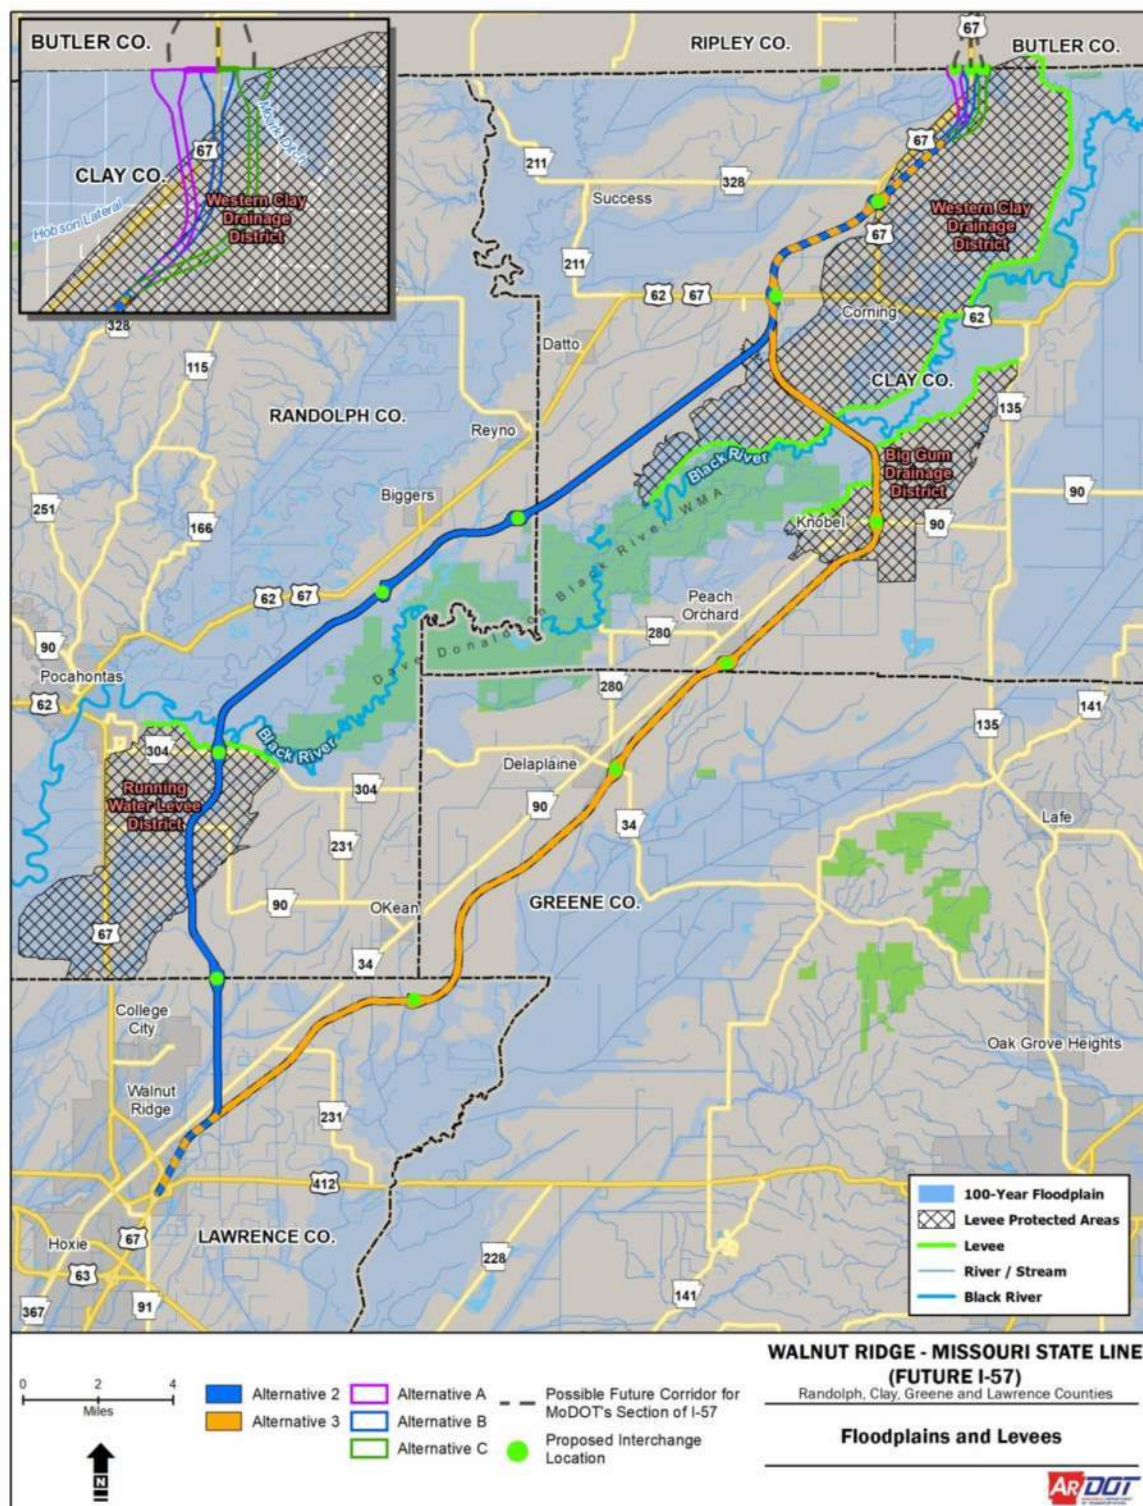 BUTLER CO.
67
CLAY CO.
Moark Ditch
Hobson Lateral
Western Clay
Drainage
District
RIPLEY CO.
67
BUTLER CO.
211
67
328
Success
Western Clay
Drainage
District
67
211
62
67
Corning
62
328
115
Datto
CLAY CO.
RANDOLPH CO.
135
Reyno
Black River
Big Gum
Drainage
District
Biggers
90
251
166
Knobel
90
Dave Donaldson Black River WMA
62
67
Peach
Orchard
90
280
Pocahontas
62
280
141
135
304
Black River
Running
Water Levee
District
Delaplaine
304
90
34
Lafe
231
90
OKean
GREENE CO.
67
34
College
City
Oak Grove Heights
Walnut
Ridge
231
412
67
LAWRENCE CO.
Hoxie
63
228
367
91
141
100-Year Floodplain
Levee Protected Areas
Levee
River / Stream
Black River
0 2 4
Miles
N
Alternative 2
Alternative 3
Alternative A
Alternative B
Alternative C
Possible Future Corridor for
MoDOT's Section of I-57
Proposed Interchange
Location
WALNUT RIDGE - MISSOURI STATE LINE
(FUTURE I-57)
Randolph, Clay, Greene and Lawrence Counties
Floodplains and Levees
ARDOT